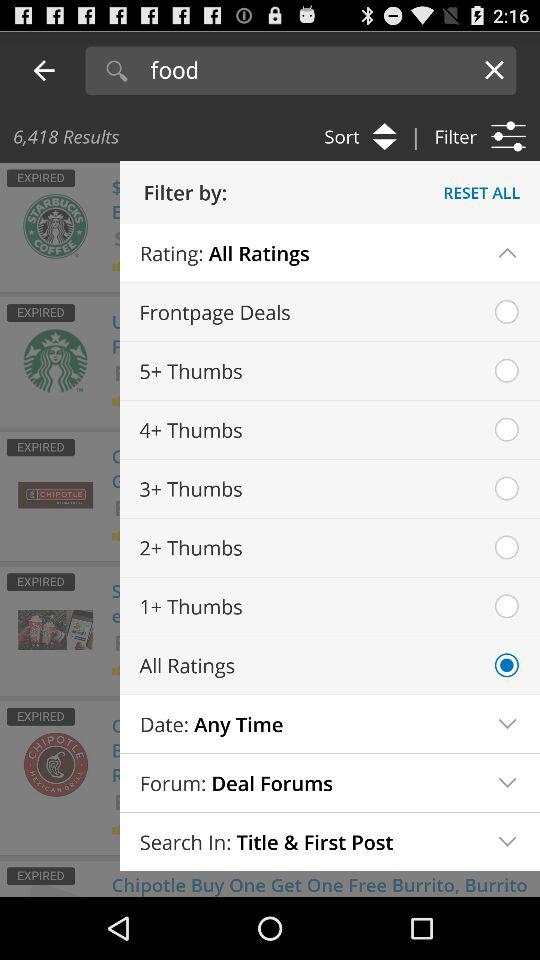 2:16
food
6,418 Results
Sort
Filter
EXPIRED
STARBUCKS
COFFEE
Filter by:
RESET ALL
Rating: All Ratings
Frontpage Deals
EXPIRED
5+ Thumbs
4+ Thumbs
EXPIRED
CHIPOTLE
3+ Thumbs
2+ Thumbs
EXPIRED
1+ Thumbs
All Ratings
EXPIRED
CHIPOTLE
MEXICAN GRILL
Date: Any Time
Forum: Deal Forums
Search In: Title & First Post
EXPIRED
Chipotle Buy One Get One Free Burrito, Burrito